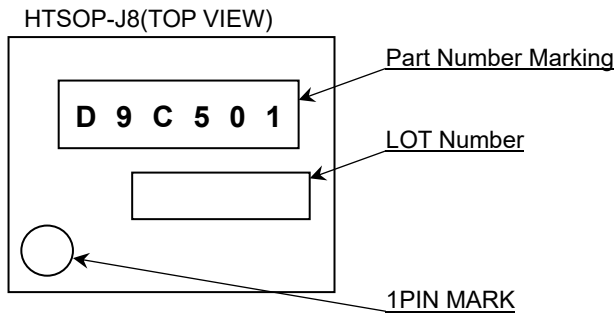 HTSOP-J8(TOP VIEW)
Part Number Marking
D 9 C 5 0 1
LOT Number
1PIN MARK